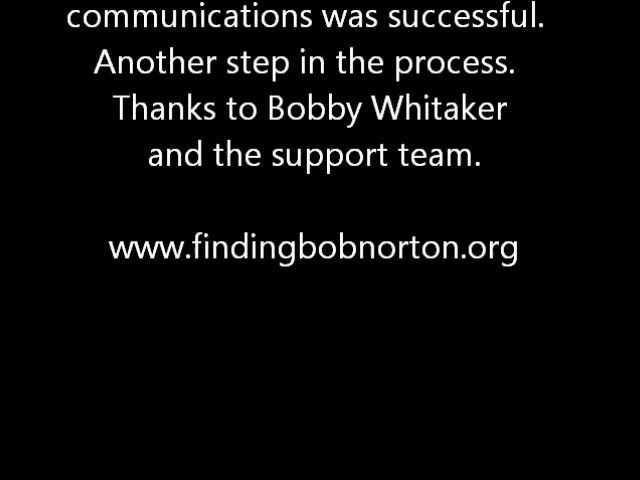 communications was successful.
Another step in the process.
Thanks to Bobby Whitaker
and the support team.
www.findingbobnorton.org